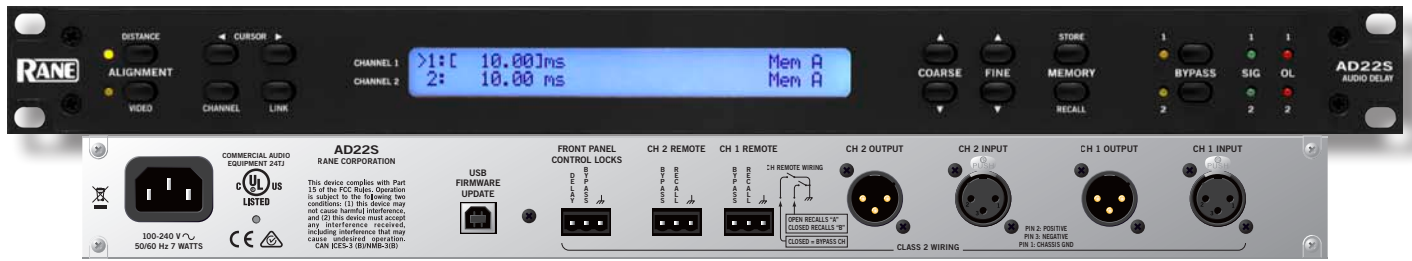 RANE
DISTANCE
ALIGNMENT
VIDEO
◄ CURSOR ►
CHANNEL
LINK
CHANNEL 1
CHANNEL 2
>1:[ 10.00]ms Mem A
2: 10.00 ms Mem A
▲ ▲ STORE
COARSE FINE MEMORY
▼ ▼ RECALL
1 1 1
BYPASS SIG OL
2 2 2
AD22S
AUDIO DELAY
100-240 V
50/60 Hz 7 WATTS
COMMERCIAL AUDIO
EQUIPMENT 24TJ
C UL US
LISTED
CE
AD22S
RANE CORPORATION
This device complies with Part
15 of the FCC Rules. Operation
is subject to the following two
conditions: (1) this device may
not cause harmful interference,
and (2) this device must accept
any interference received,
including interference that may
cause undesired operation.
CAN ICES-3 (B)/NMB-3(B)
USB
FIRMWARE
UPDATE
FRONT PANEL
CONTROL LOCKS
DELAY
BYPASS
CH 2 REMOTE
BYPASS
RECALL
CH 1 REMOTE
BYPASS
RECALL
CH REMOTE WIRING
OPEN RECALLS "A"
CLOSED RECALLS "B"
CLOSED = BYPASS CH
CH 2 OUTPUT
CH 2 INPUT
PUSH
CH 1 OUTPUT
CH 1 INPUT
PUSH
PIN 2: POSITIVE
PIN 3: NEGATIVE
PIN 1: CHASSIS GND
CLASS 2 WIRING